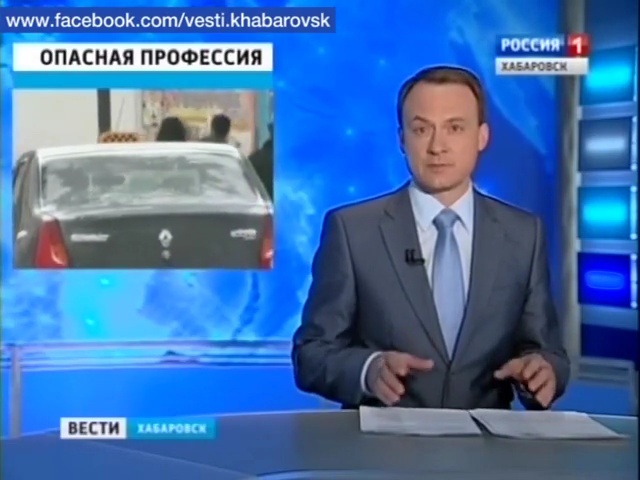 www.facebook.com/vesti.khabarovsk
ОПАСНАЯ ПРОФЕССИЯ
РОССИЯ 1
ХАБАРОВСК
ВЕСТИ ХАБАРОВСК